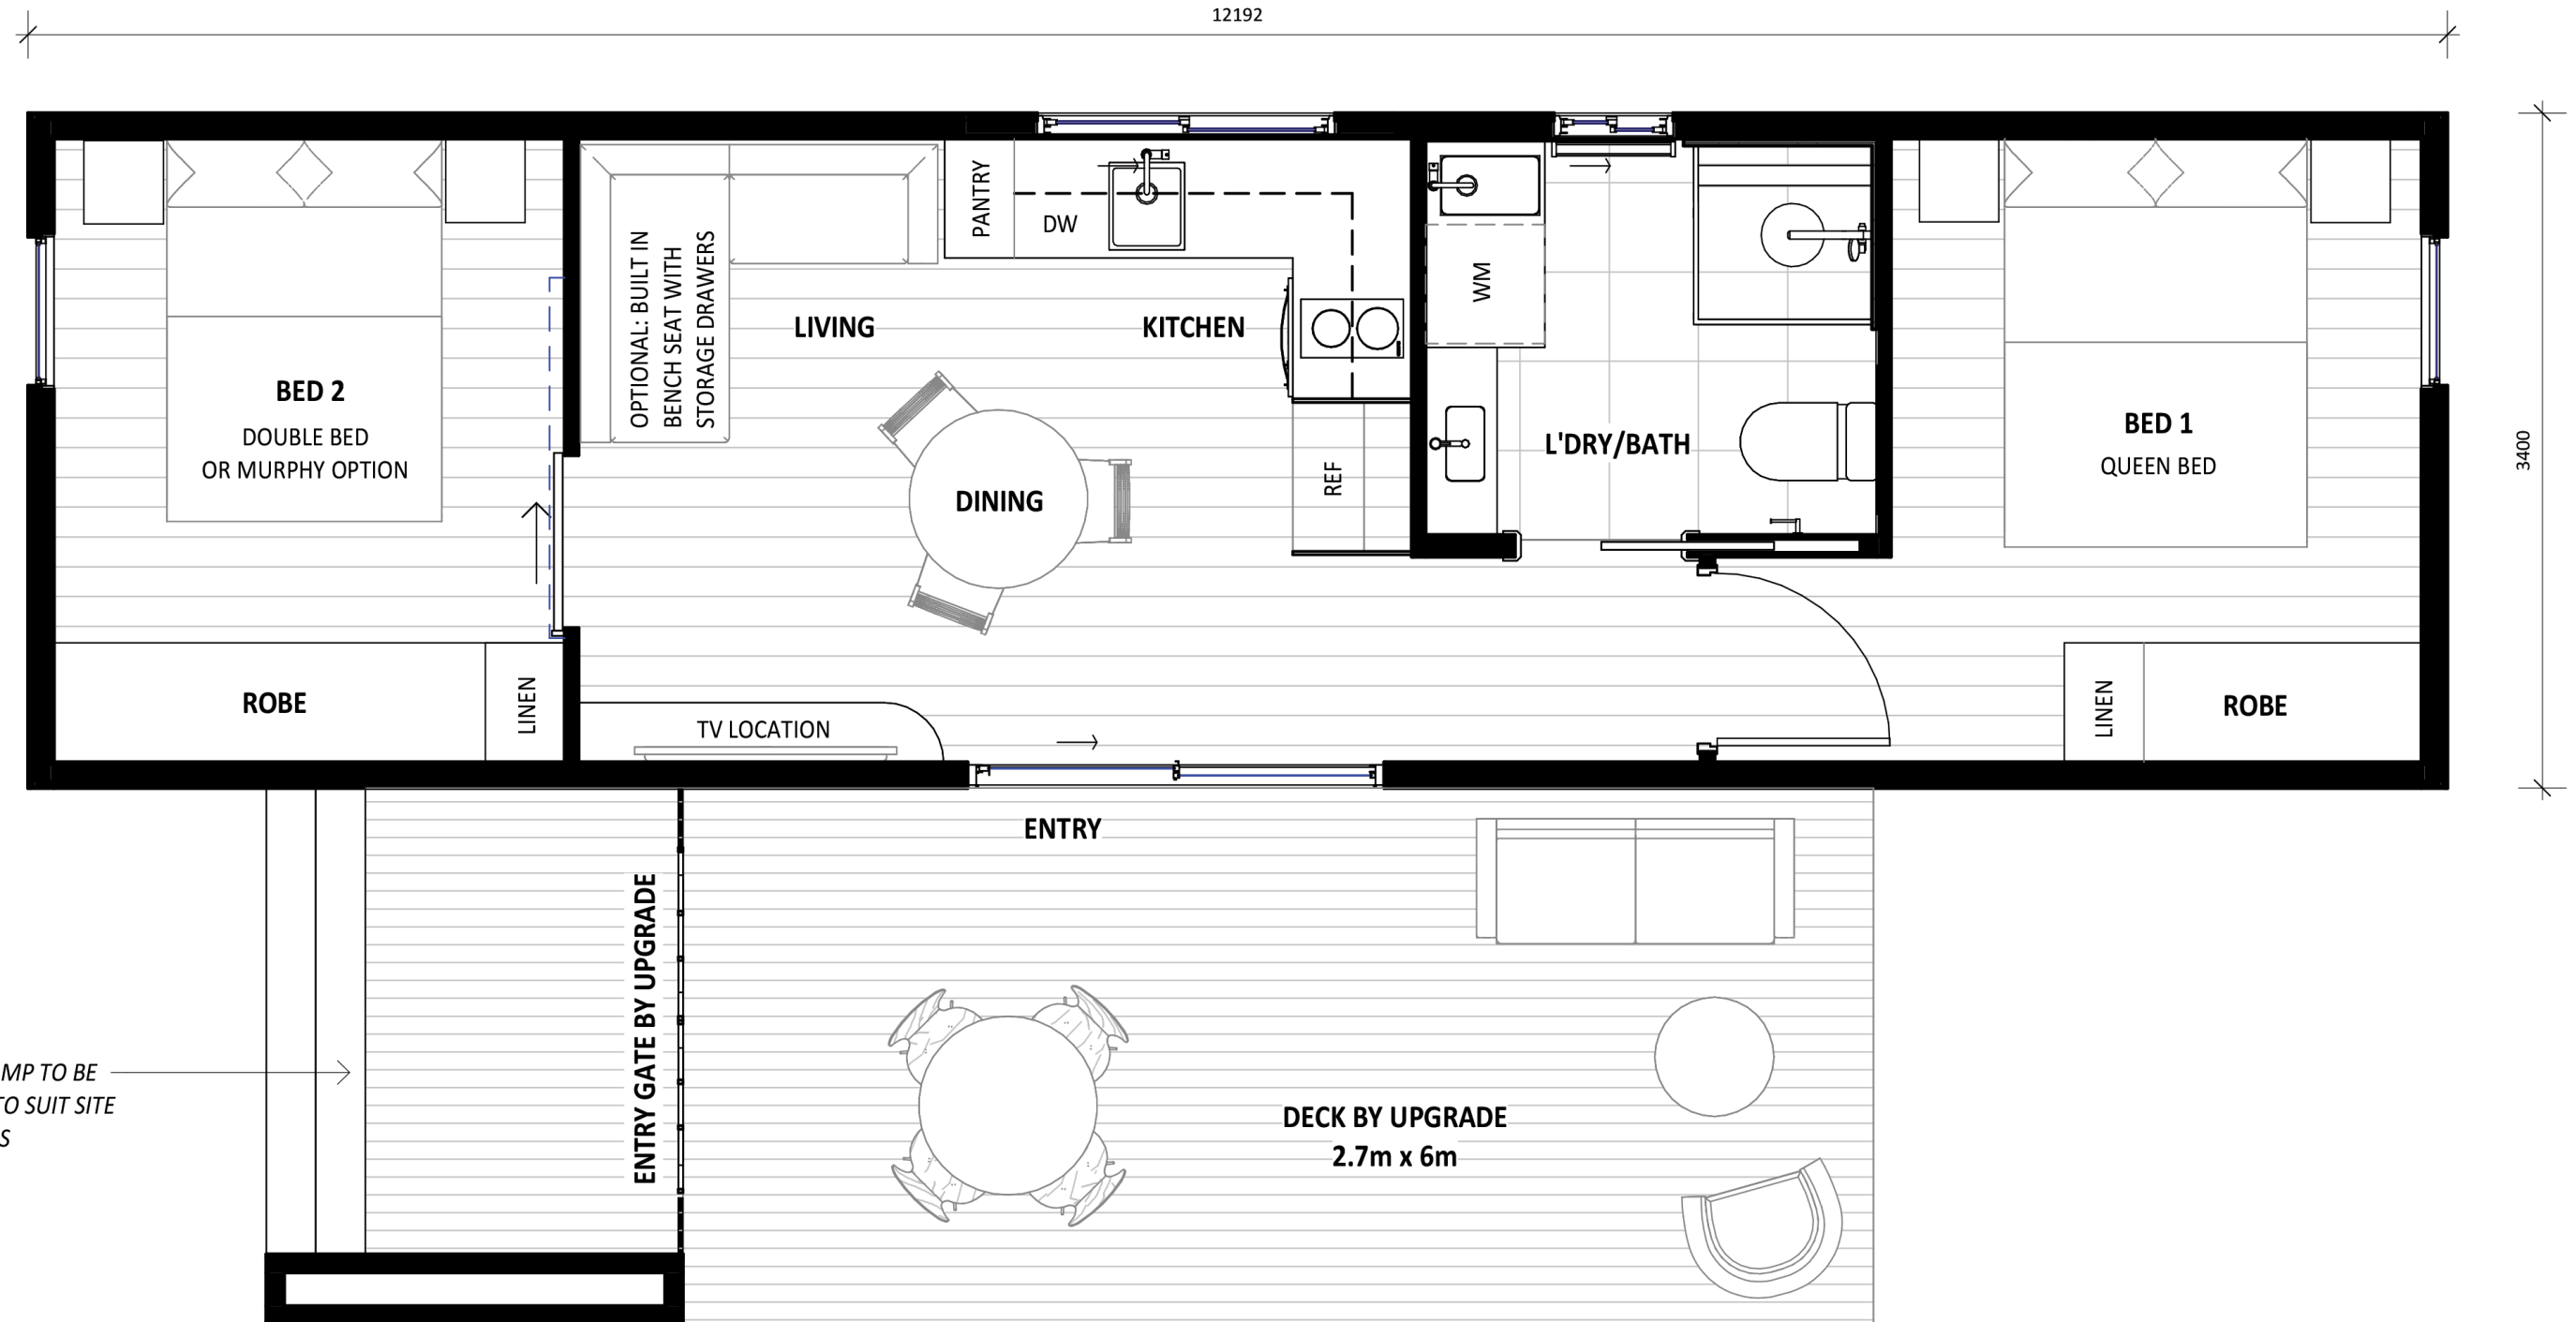 12192
3400
PANTRY
DW
OPTIONAL: BUILT IN
BENCH SEAT WITH
STORAGE DRAWERS
LIVING
KITCHEN
WM
BED 2
DOUBLE BED
OR MURPHY OPTION
DINING
REF
L'DRY/BATH
BED 1
QUEEN BED
ROBE
LINEN
TV LOCATION
LINEN
ROBE
ENTRY
ENTRY GATE BY UPGRADE
MP TO BE
TO SUIT SITE
S
DECK BY UPGRADE
2.7m x 6m